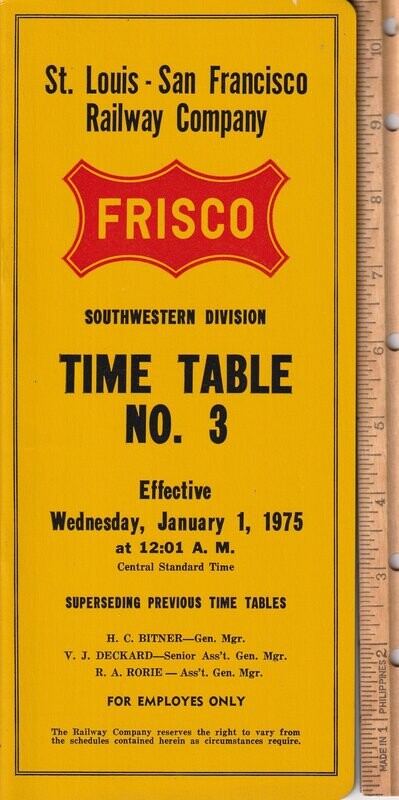 St. Louis - San Francisco
Railway Company
FRISCO
SOUTHWESTERN DIVISION
TIME TABLE
NO. 3
Effective
Wednesday, January 1, 1975
at 12:01 A. M.
Central Standard Time
SUPERSEDING PREVIOUS TIME TABLES
H. C. BITNER—Gen. Mgr.
V. J. DECKARD—Senior Ass't. Gen. Mgr.
R. A. RORIE — Ass't. Gen. Mgr.
FOR EMPLOYES ONLY
The Railway Company reserves the right to vary from
the schedules contained herein as circumstances require.
10
9
8
7
6
5
4
3
2
1
MADE IN PHILIPPINES